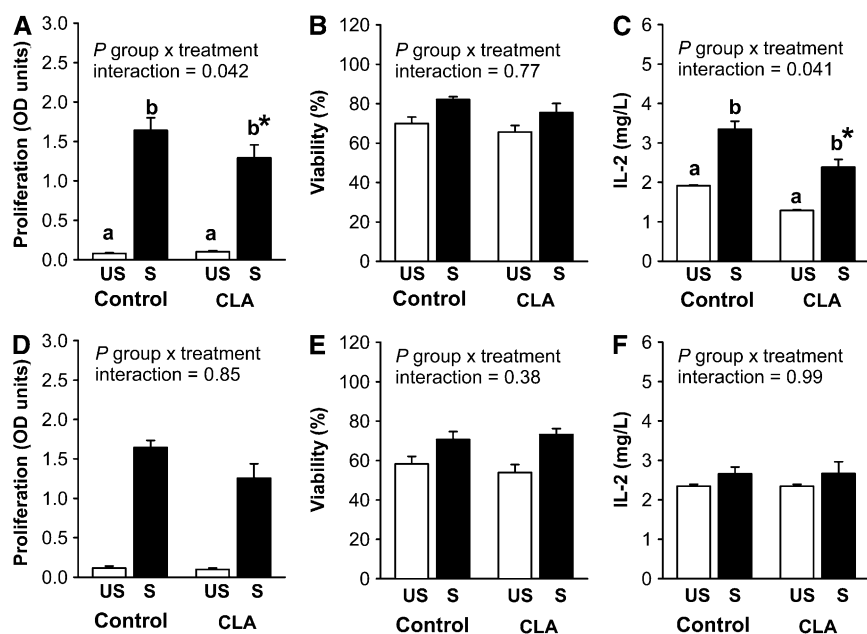 A
Proliferation (OD units)
3.0
2.5
2.0
1.5
1.0
0.5
0.0
P group x treatment
interaction = 0.042
a
b
a
b*
US S US S
Control CLA
B
Viability (%)
120
100
80
60
40
20
0
P group x treatment
interaction = 0.77
US S US S
Control CLA
C
IL-2 (mg/L)
6
5
4
3
2
1
0
P group x treatment
interaction = 0.041
a
b
a
b*
US S US S
Control CLA
D
Proliferation (OD units)
3.0
2.5
2.0
1.5
1.0
0.5
0.0
P group x treatment
interaction = 0.85
US S US S
Control CLA
E
Viability (%)
120
100
80
60
40
20
0
P group x treatment
interaction = 0.38
US S US S
Control CLA
F
IL-2 (mg/L)
6
5
4
3
2
1
0
P group x treatment
interaction = 0.99
US S US S
Control CLA